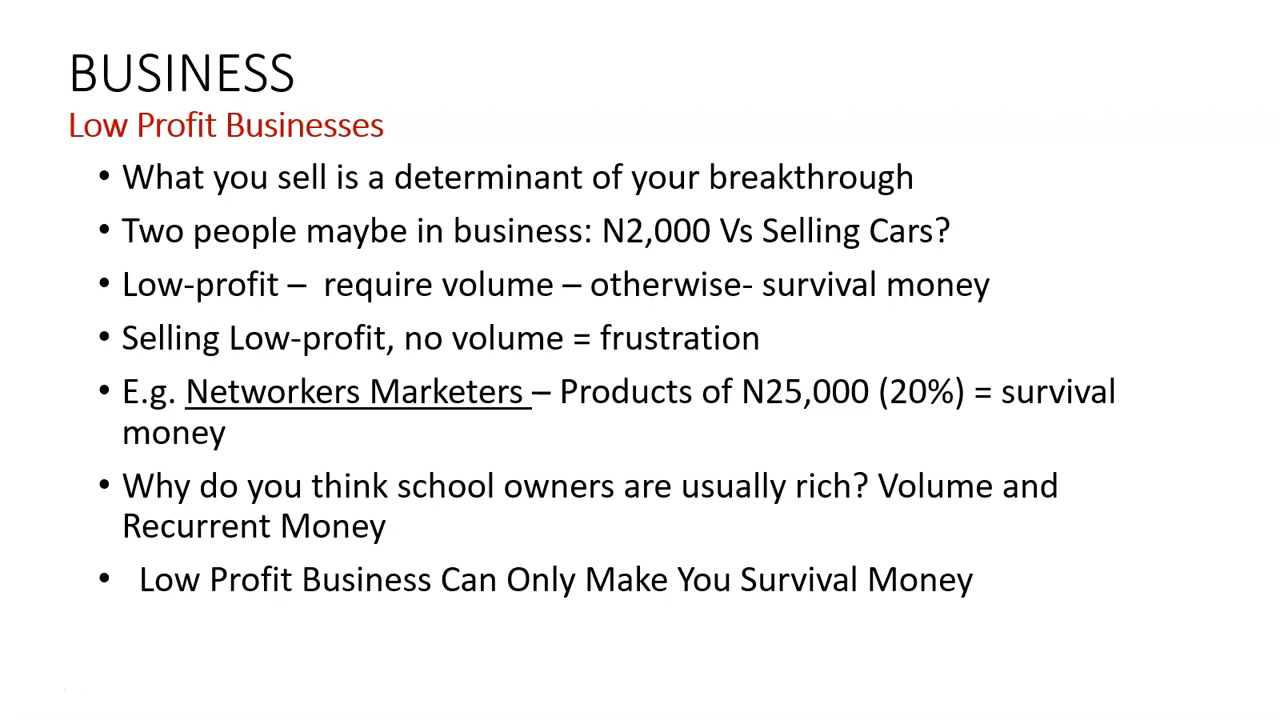 BUSINESS
Low Profit Businesses
• What you sell is a determinant of your breakthrough
• Two people maybe in business: N2,000 Vs Selling Cars?
• Low-profit –  require volume – otherwise- survival money
• Selling Low-profit, no volume = frustration
• E.g. Networkers Marketers – Products of N25,000 (20%) = survival
money
• Why do you think school owners are usually rich? Volume and
Recurrent Money
•  Low Profit Business Can Only Make You Survival Money